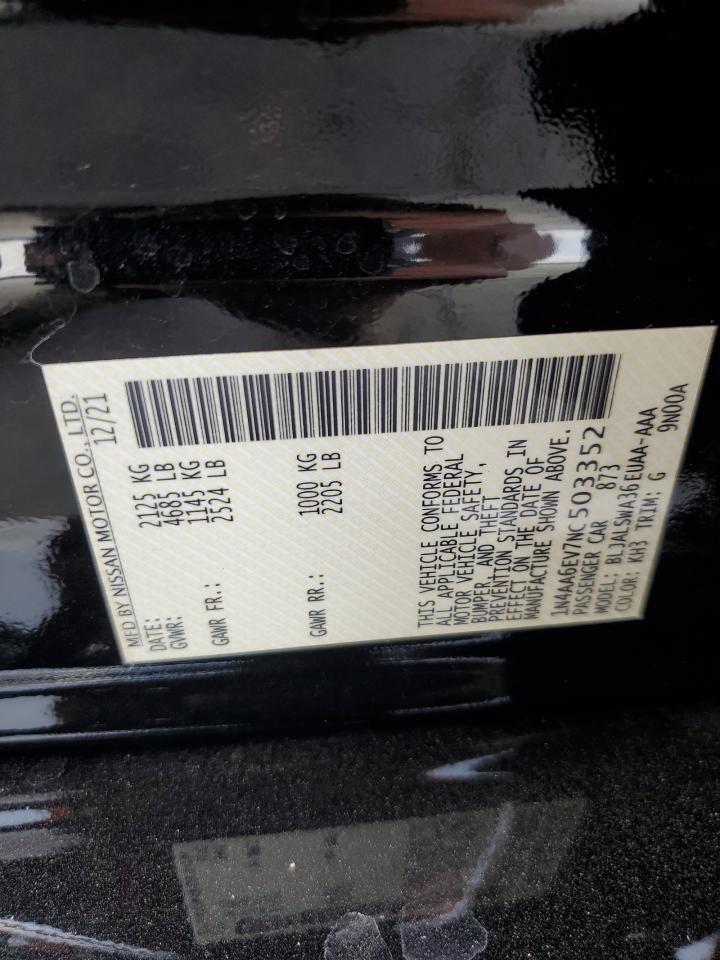 MFD BY NISSAN MOTOR CO., LTD.
DATE: 12/21
GVWR: 2125 KG
4685 LB
GAWR FR.: 1145 KG
2524 LB
GAWR RR.: 1000 KG
2205 LB
THIS VEHICLE CONFORMS TO
ALL APPLICABLE FEDERAL
MOTOR VEHICLE SAFETY,
BUMPER, AND THEFT
PREVENTION STANDARDS IN
EFFECT ON THE DATE OF
MANUFACTURE SHOWN ABOVE.
1N4AA6EV7NC503352
PASSENGER CAR 873
MODEL: BLJALSWA36EUAA-AAA
COLOR: KH3 TRIM: G 9N00A